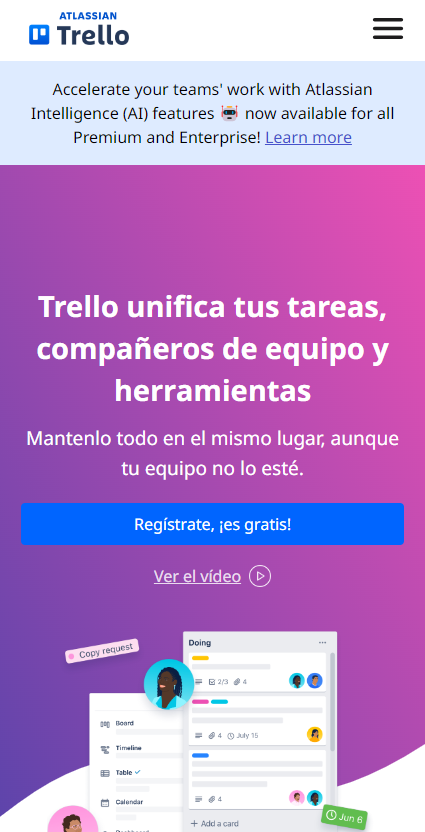 ATLASSIAN
Trello
Accelerate your teams' work with Atlassian
Intelligence (AI) features 🤖 now available for all
Premium and Enterprise! Learn more
Trello unifica tus tareas,
compañeros de equipo y
herramientas
Mantenlo todo en el mismo lugar, aunque
tu equipo no lo esté.
Regístrate, ¡es gratis!
Ver el vídeo
Copy request
Doing
2/3 4
Board
Timeline
4 July 15
Table
Calendar
4
Jun 6
Add a card